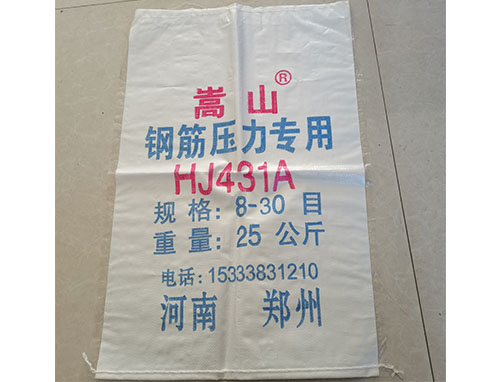 嵩山®
钢筋压力专用
HJ431A
规格: 8-30 目
重量: 25 公斤
电话: 15333831210
河南 郑州